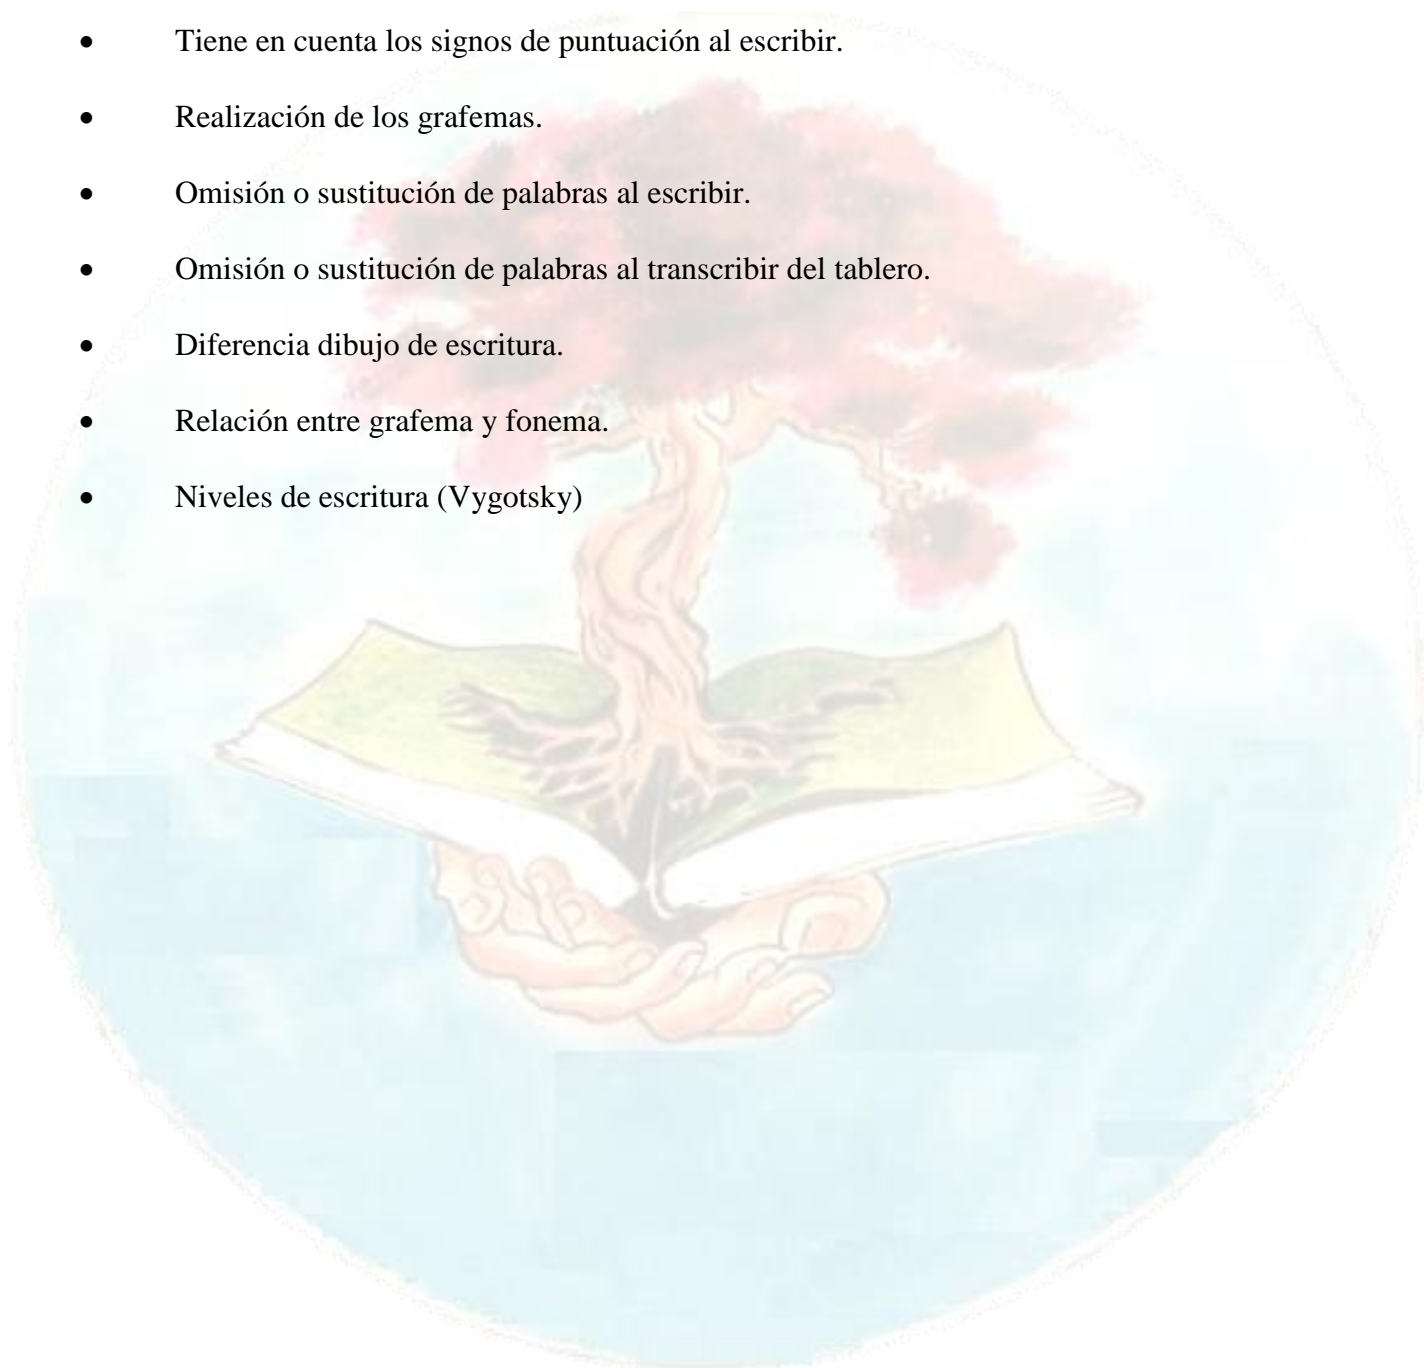 • Tiene en cuenta los signos de puntuación al escribir.
• Realización de los grafemas.
• Omisión o sustitución de palabras al escribir.
• Omisión o sustitución de palabras al transcribir del tablero.
• Diferencia dibujo de escritura.
• Relación entre grafema y fonema.
• Niveles de escritura (Vygotsky)